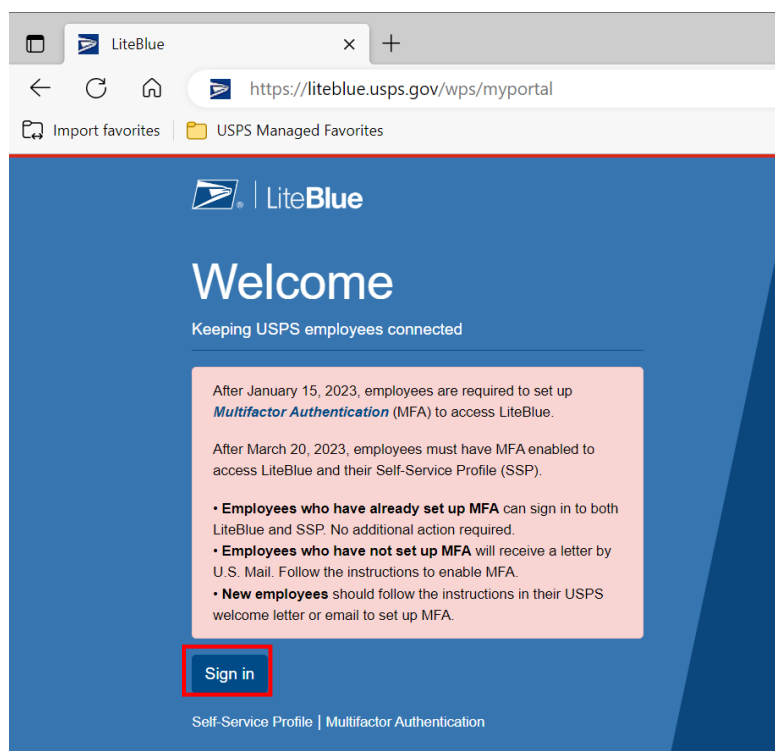 LiteBlue
https://liteblue.usps.gov/wps/myportal
Import favorites
USPS Managed Favorites
LiteBlue
Welcome
Keeping USPS employees connected
After January 15, 2023, employees are required to set up
Multifactor Authentication (MFA) to access LiteBlue.
After March 20, 2023, employees must have MFA enabled to
access LiteBlue and their Self-Service Profile (SSP).
• Employees who have already set up MFA can sign in to both
LiteBlue and SSP. No additional action required.
• Employees who have not set up MFA will receive a letter by
U.S. Mail. Follow the instructions to enable MFA.
• New employees should follow the instructions in their USPS
welcome letter or email to set up MFA.
Sign in
Self-Service Profile | Multifactor Authentication